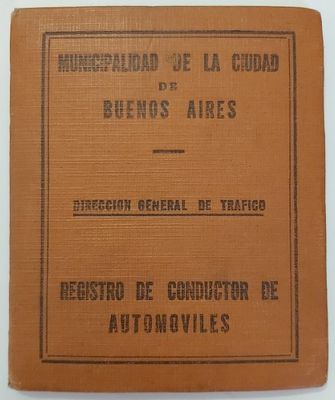 MUNICIPALIDAD DE LA CIUDAD
DE
BUENOS AIRES
DIRECCION GENERAL DE TRAFICO
REGISTRO DE CONDUCTOR DE
AUTOMOVILES